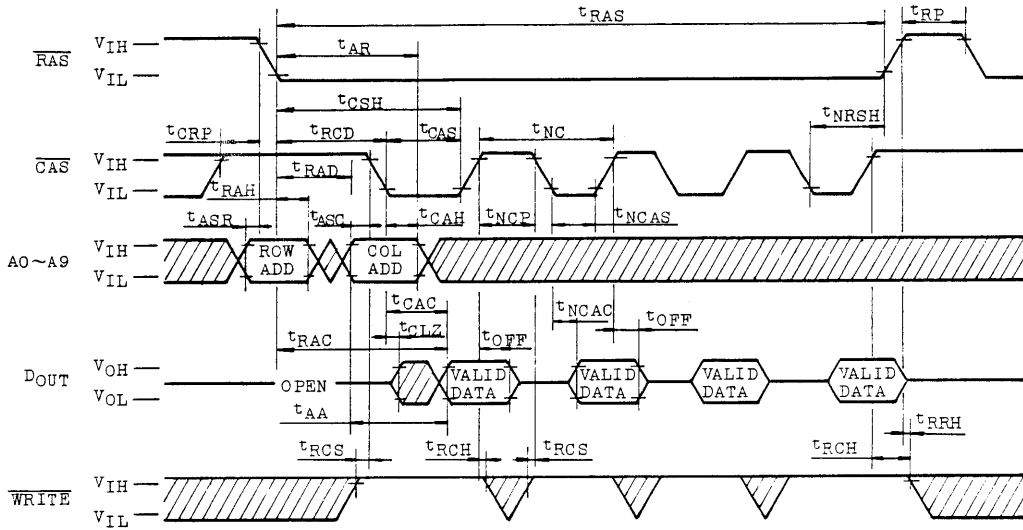 tRAS
tRP
tAR
RAS
VIH
VIL
tCSH
tCRP
tRCD
tCAS
tNC
tNRSH
CAS
VIH
VIL
tRAD
tRAH
tASR
tASC
tCAH
tNCP
tNCAS
A0~A9
VIH
VIL
ROW
ADD
COL
ADD
tCAC
tNCAC
tRAC
tCLZ
tOFF
tOFF
DOUT
VOH
VOL
OPEN
VALID
DATA
VALID
DATA
VALID
DATA
VALID
DATA
tAA
tRRH
tRCS
tRCH
tRCS
tRCH
WRITE
VIH
VIL